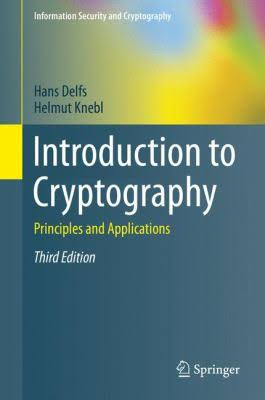 Information Security and Cryptography
Hans Delfs
Helmut Knebl
Introduction to
Cryptography
Principles and Applications
Third Edition
Springer